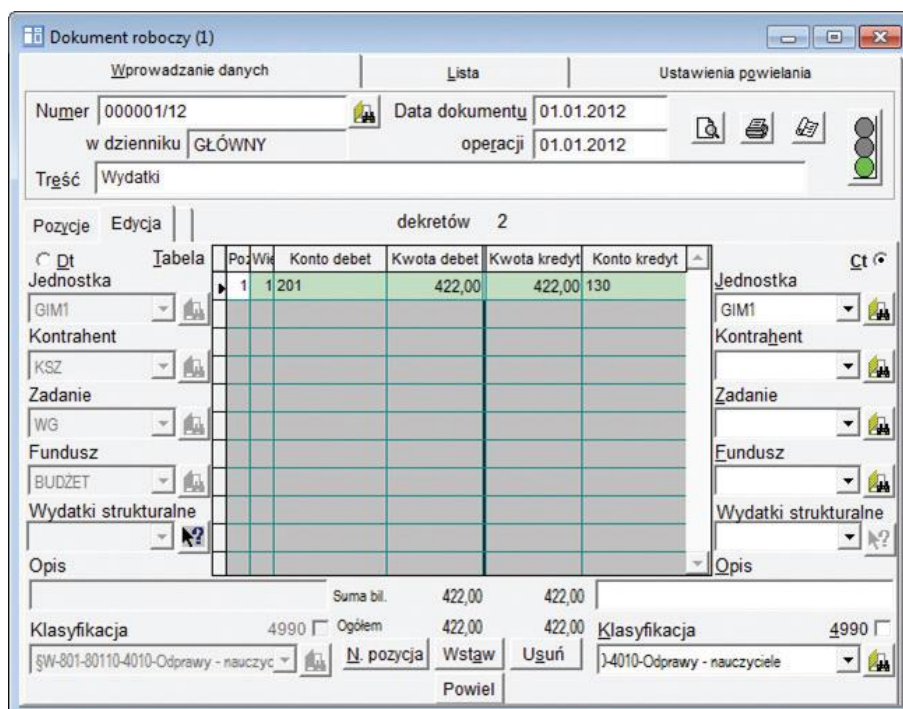 Dokument roboczy (1)
Wprowadzanie danych Lista Ustawienia powielania
Numer 000001/12 Data dokumentu 01.01.2012
w dzienniku GŁÓWNY operacji 01.01.2012
Treść Wydatki
Pozycje Edycja dekretów 2
Dt Tabela Poz Wie Konto debet Kwota debet Kwota kredyt Konto kredyt Ct
1 1 201 422,00 422,00 130
Jednostka Jednostka
GIM1 GIM1
Kontrahent Kontrahent
KSZ
Zadanie Zadanie
WG
Fundusz Fundusz
BUDŻET
Wydatki strukturalne Wydatki strukturalne
Opis Opis
Suma bil. 422,00 422,00
Klasyfikacja 4990 Ogółem 422,00 422,00 Klasyfikacja 4990
§W-801-80110-4010-Odprawy - nauczyc N. pozycja Wstaw Usuń )-4010-Odprawy - nauczyciele
Powiel